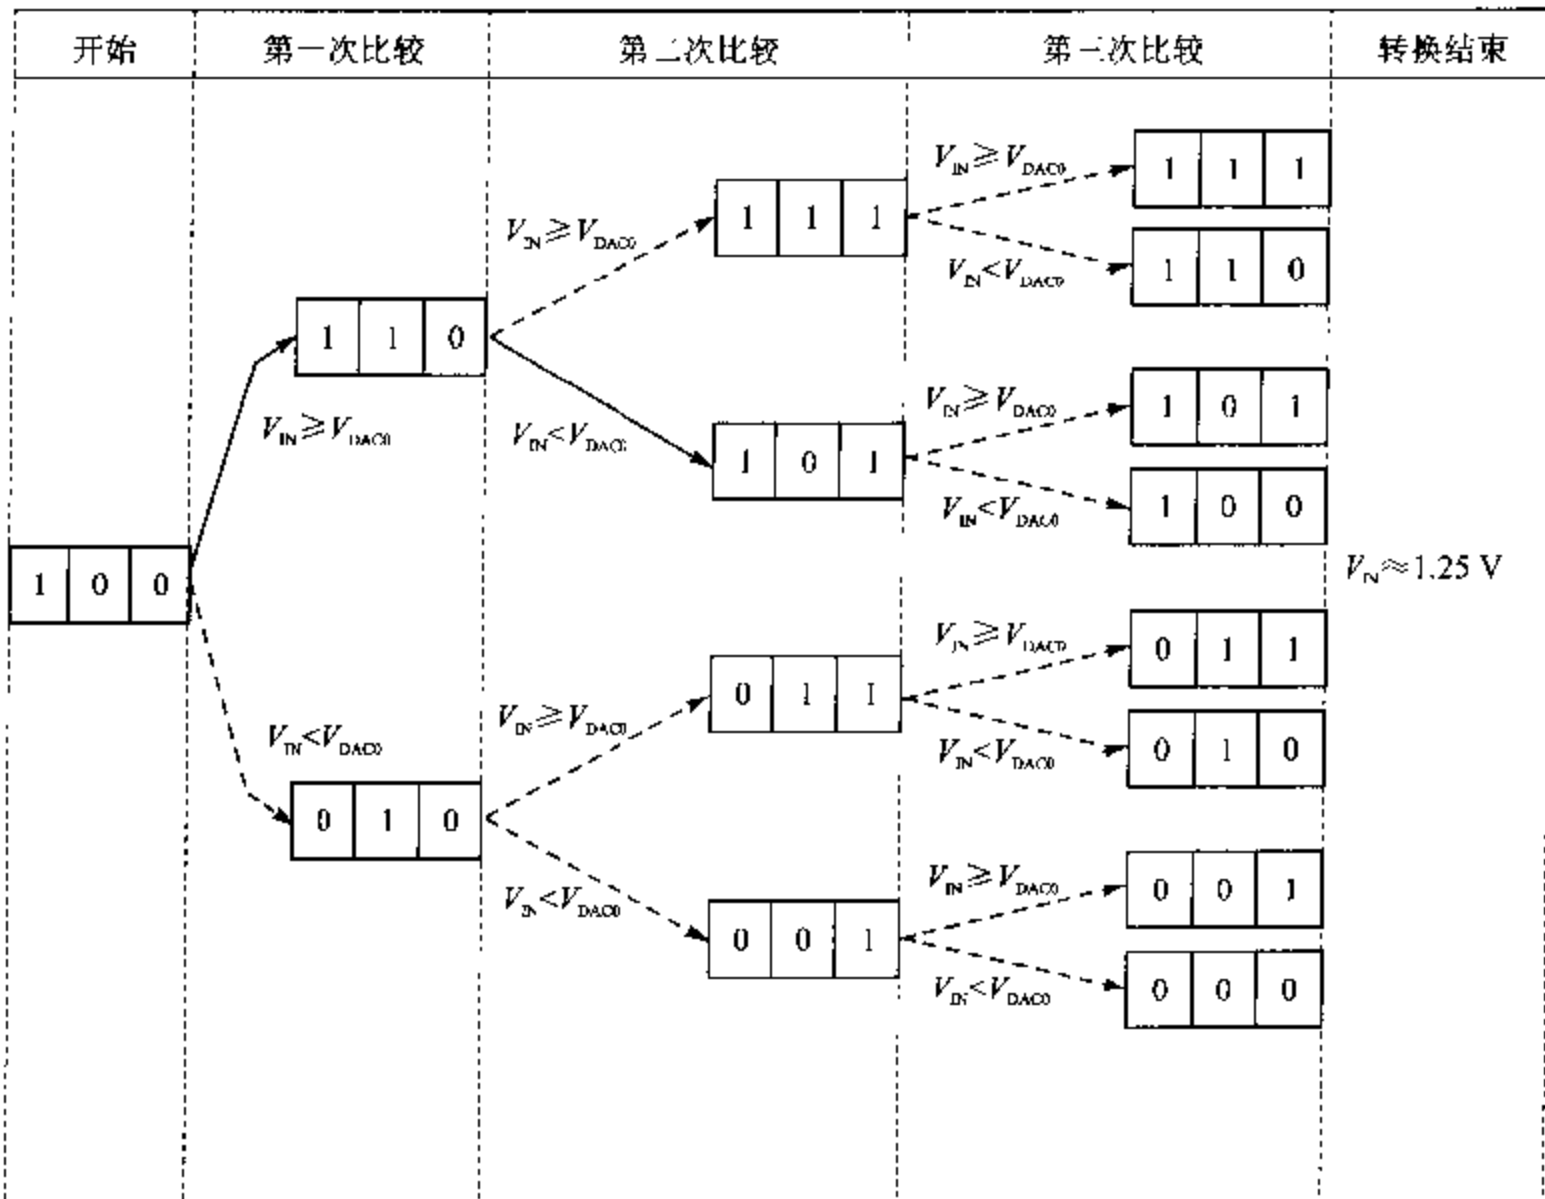 开始 第一次比较 第二次比较 第三次比较 转换结束
V_IN≥V_DAC0
1 1 1
V_IN≥V_DAC0
1 1 1
V_IN<V_DAC0
1 1 0
1 1 0
V_IN≥V_DAC0
1 0 1
V_IN≥V_DAC0
V_IN<V_DAC0
1 0 1
V_IN<V_DAC0
1 0 0
1 0 0
V_IN≈1.25 V
V_IN≥V_DAC0
0 1 1
V_IN≥V_DAC0
0 1 1
V_IN<V_DAC0
V_IN<V_DAC0
0 1 0
0 1 0
V_IN≥V_DAC0
0 0 1
V_IN<V_DAC0
0 0 1
V_IN<V_DAC0
0 0 0